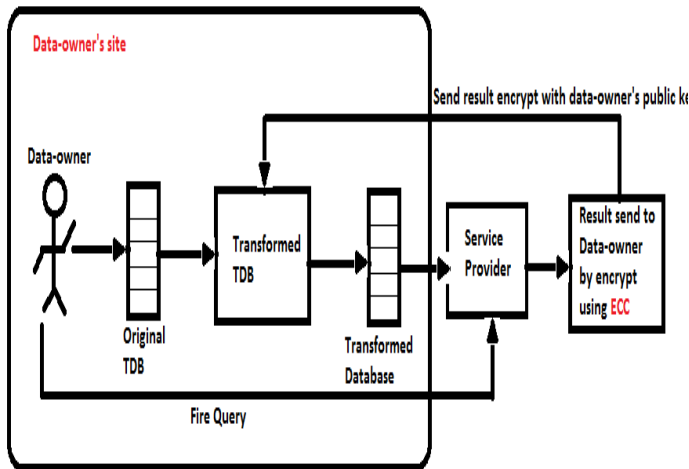 Data-owner's site
Send result encrypt with data-owner's public ke
Data-owner
Original
TDB
Transformed
TDB
Transformed
Database
Service
Provider
Result send to
Data-owner
by encrypt
using ECC
Fire Query